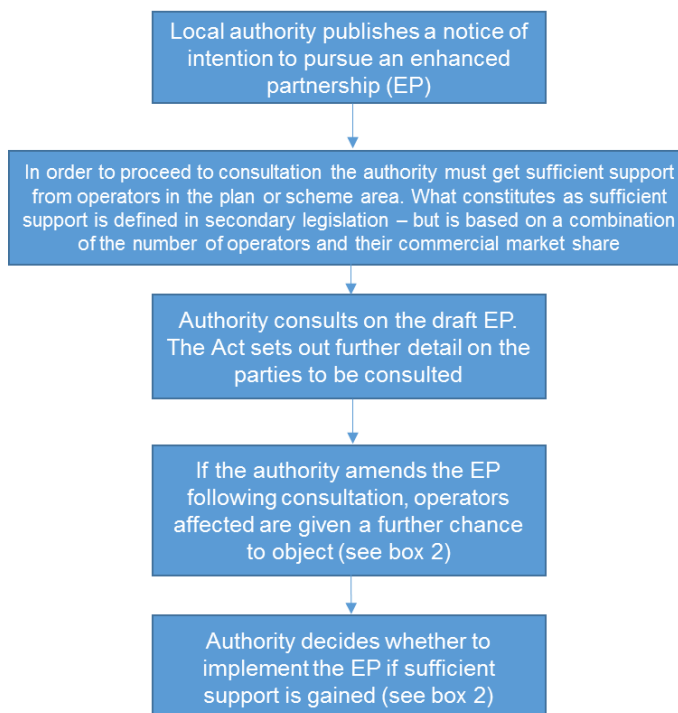 Local authority publishes a notice of
intention to pursue an enhanced
partnership (EP)
In order to proceed to consultation the authority must get sufficient support
from operators in the plan or scheme area. What constitutes as sufficient
support is defined in secondary legislation – but is based on a combination
of the number of operators and their commercial market share
Authority consults on the draft EP.
The Act sets out further detail on the
parties to be consulted
If the authority amends the EP
following consultation, operators
affected are given a further chance
to object (see box 2)
Authority decides whether to
implement the EP if sufficient
support is gained (see box 2)